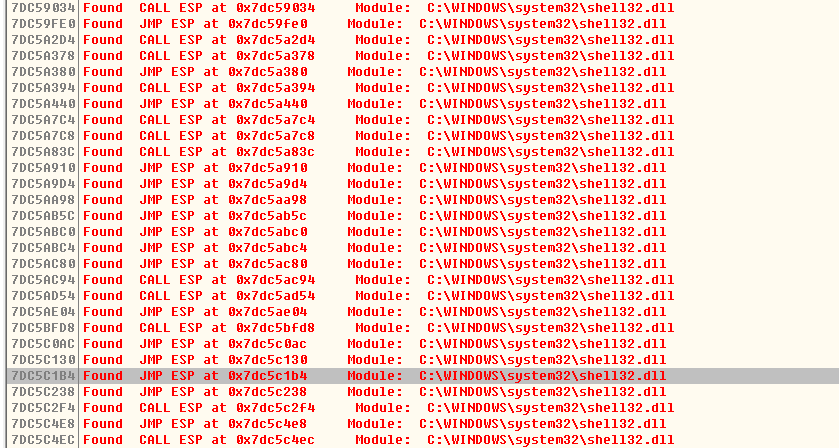 7DC59034 Found CALL ESP at 0x7dc59034 Module: C:\WINDOWS\system32\shell32.dll
7DC59FE0 Found JMP ESP at 0x7dc59fe0 Module: C:\WINDOWS\system32\shell32.dll
7DC5A2D4 Found CALL ESP at 0x7dc5a2d4 Module: C:\WINDOWS\system32\shell32.dll
7DC5A378 Found CALL ESP at 0x7dc5a378 Module: C:\WINDOWS\system32\shell32.dll
7DC5A380 Found JMP ESP at 0x7dc5a380 Module: C:\WINDOWS\system32\shell32.dll
7DC5A394 Found CALL ESP at 0x7dc5a394 Module: C:\WINDOWS\system32\shell32.dll
7DC5A440 Found JMP ESP at 0x7dc5a440 Module: C:\WINDOWS\system32\shell32.dll
7DC5A7C4 Found CALL ESP at 0x7dc5a7c4 Module: C:\WINDOWS\system32\shell32.dll
7DC5A7C8 Found CALL ESP at 0x7dc5a7c8 Module: C:\WINDOWS\system32\shell32.dll
7DC5A83C Found CALL ESP at 0x7dc5a83c Module: C:\WINDOWS\system32\shell32.dll
7DC5A910 Found JMP ESP at 0x7dc5a910 Module: C:\WINDOWS\system32\shell32.dll
7DC5A9D4 Found JMP ESP at 0x7dc5a9d4 Module: C:\WINDOWS\system32\shell32.dll
7DC5AA98 Found JMP ESP at 0x7dc5aa98 Module: C:\WINDOWS\system32\shell32.dll
7DC5AB5C Found JMP ESP at 0x7dc5ab5c Module: C:\WINDOWS\system32\shell32.dll
7DC5ABC0 Found JMP ESP at 0x7dc5abc0 Module: C:\WINDOWS\system32\shell32.dll
7DC5ABC4 Found JMP ESP at 0x7dc5abc4 Module: C:\WINDOWS\system32\shell32.dll
7DC5AC80 Found JMP ESP at 0x7dc5ac80 Module: C:\WINDOWS\system32\shell32.dll
7DC5AC94 Found CALL ESP at 0x7dc5ac94 Module: C:\WINDOWS\system32\shell32.dll
7DC5AD54 Found CALL ESP at 0x7dc5ad54 Module: C:\WINDOWS\system32\shell32.dll
7DC5AE04 Found JMP ESP at 0x7dc5ae04 Module: C:\WINDOWS\system32\shell32.dll
7DC5BFD8 Found CALL ESP at 0x7dc5bfd8 Module: C:\WINDOWS\system32\shell32.dll
7DC5C0AC Found JMP ESP at 0x7dc5c0ac Module: C:\WINDOWS\system32\shell32.dll
7DC5C130 Found JMP ESP at 0x7dc5c130 Module: C:\WINDOWS\system32\shell32.dll
7DC5C1B4 Found JMP ESP at 0x7dc5c1b4 Module: C:\WINDOWS\system32\shell32.dll
7DC5C238 Found JMP ESP at 0x7dc5c238 Module: C:\WINDOWS\system32\shell32.dll
7DC5C2F4 Found CALL ESP at 0x7dc5c2f4 Module: C:\WINDOWS\system32\shell32.dll
7DC5C4E8 Found JMP ESP at 0x7dc5c4e8 Module: C:\WINDOWS\system32\shell32.dll
7DC5C4EC Found CALL ESP at 0x7dc5c4ec Module: C:\WINDOWS\system32\shell32.dll